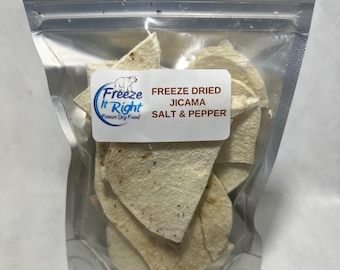 Freeze
It Right
Freeze Dry Food
FREEZE DRIED
JICAMA
SALT & PEPPER